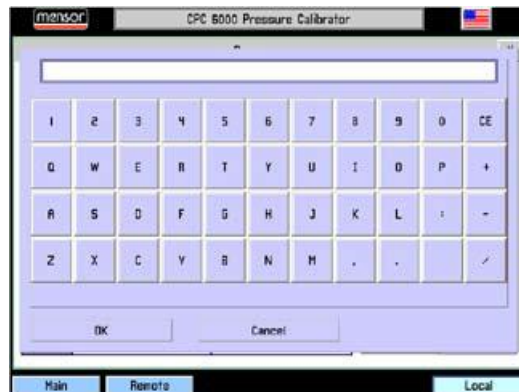 mensor CPC 6000 Pressure Calibrator
1 2 3 4 5 6 7 8 9 0 CE
Q W E R T Y U I O P +
A S D F G H J K L : -
Z X C V B N M , . /
OK Cancel
Main Remote Local